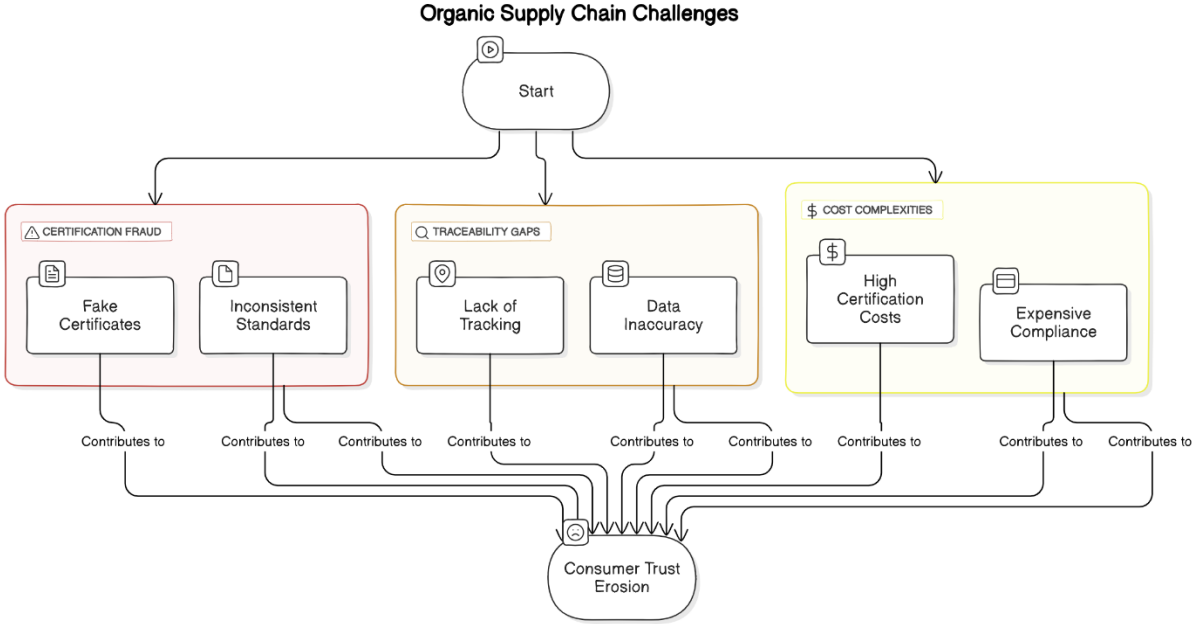 Organic Supply Chain Challenges
Start
CERTIFICATION FRAUD
Fake
Certificates
Inconsistent
Standards
TRACEABILITY GAPS
Lack of
Tracking
Data
Inaccuracy
$ COST COMPLEXITIES
$
High
Certification
Costs
Expensive
Compliance
Contributes to
Contributes to
Contributes to
Contributes to
Contributes to
Contributes to
Contributes to
Contributes to
Contributes to
Consumer Trust
Erosion